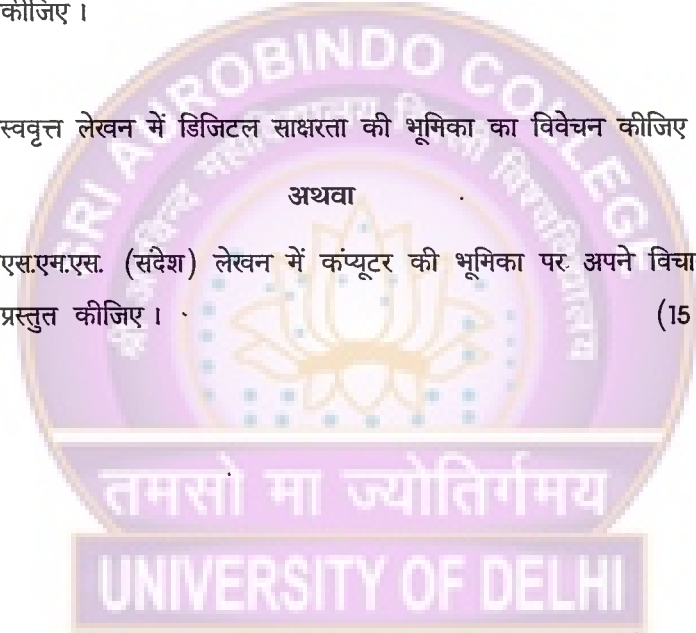 कीजिए ।
स्ववृत्त लेखन में डिजिटल साक्षरता की भूमिका का विवेचन कीजिए
अथवा
एस.एम.एस. (संदेश) लेखन में कंप्यूटर की भूमिका पर अपने विचा
प्रस्तुत कीजिए । (15
SRI AUROBINDO COLLEGE
तमसो मा ज्योतिर्गमय
UNIVERSITY OF DELHI